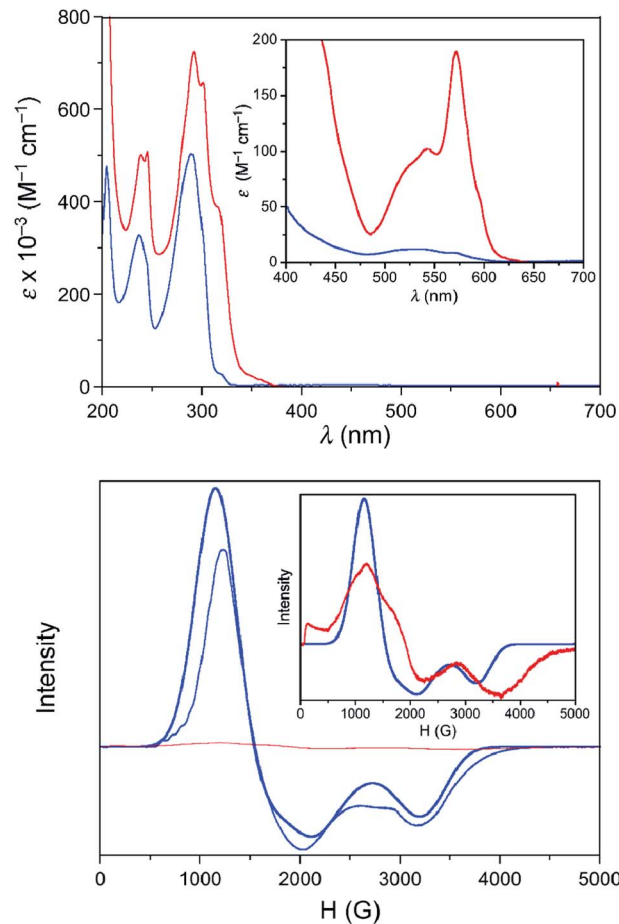 800
600
400
200
0
ε x 10⁻³ (M⁻¹ cm⁻¹)
200
150
100
50
0
ε (M⁻¹ cm⁻¹)
400 450 500 550 600 650 700
λ (nm)
200 300 400 500 600 700
λ (nm)
Intensity
Intensity
0 1000 2000 3000 4000 5000
H (G)
0 1000 2000 3000 4000 5000
H (G)